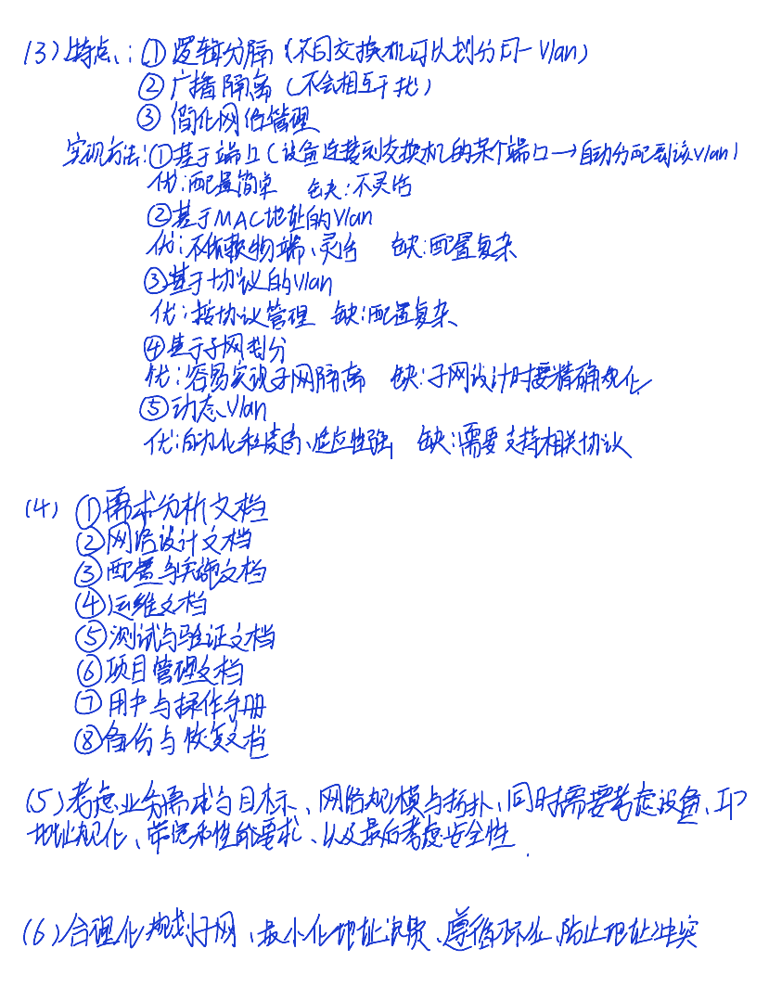 (3)特点:①逻辑分隔(不同交换机可以划分同一Vlan)
②广播隔离(不会相互干扰)
③简化网络管理
实现方法:①基于端口(设备连接到交换机的某个端口→自动分配到该Vlan)
优:配置简单 缺:不灵活
②基于MAC地址的Vlan
优:不依赖物端、灵活 缺:配置复杂
③基于协议的Vlan
优:按协议管理 缺:配置复杂
④基于子网划分
优:容易实现子网隔离 缺:子网设计时要精确规化
⑤动态Vlan
优:自动化程度高、适应性强 缺:需要支持相关协议
(4) ①需求分析文档
②网络设计文档
③配置与实施文档
④运维文档
⑤测试与验证文档
⑥项目管理文档
⑦用户与操作手册
⑧备份与恢复文档
(5)考虑业务需求与目标、网络规模与拓扑、同时需要考虑设备、IP
地址规化、带宽和性能要求、以及最后考虑安全性.
(6)合理化规划子网、最小化地址浪费、遵循标准、防止地址冲突